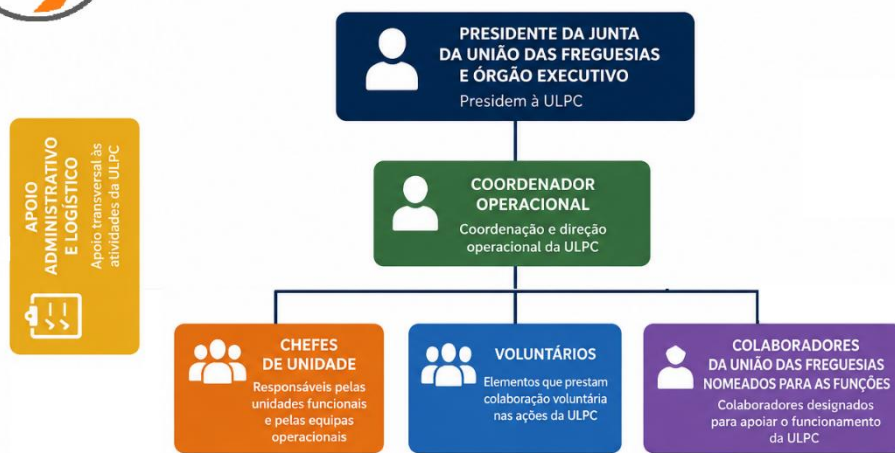 PRESIDENTE DA JUNTA
DA UNIÃO DAS FREGUESIAS
E ÓRGÃO EXECUTIVO
Presidem à ULPC
APOIO
ADMINISTRATIVO
E LOGÍSTICO
Apoio transversal às
atividades da ULPC
COORDENADOR
OPERACIONAL
Coordenação e direção
operacional da ULPC
CHEFES
DE UNIDADE
Responsáveis pelas
unidades funcionais
e pelas equipas
operacionais
VOLUNTÁRIOS
Elementos que prestam
colaboração voluntária
nas ações da ULPC
COLABORADORES
DA UNIÃO DAS FREGUESIAS
NOMEADOS PARA AS FUNÇÕES
Colaboradores designados
para apoiar o funcionamento
da ULPC